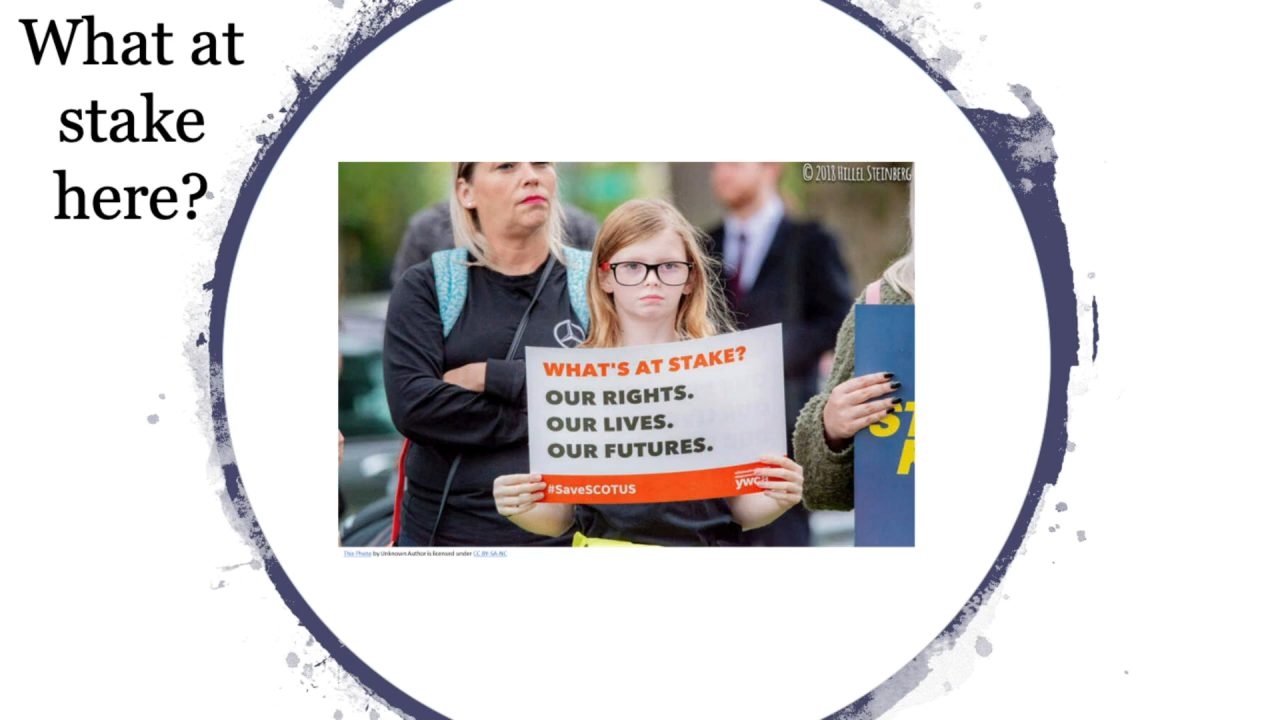 What at
stake
here?
© 2018 HILLEL STEINBERG
WHAT'S AT STAKE?
OUR RIGHTS.
OUR LIVES.
OUR FUTURES.
#SaveSCOTUS
This Photo by Unknown Author is licensed under CC BY-SA-NC